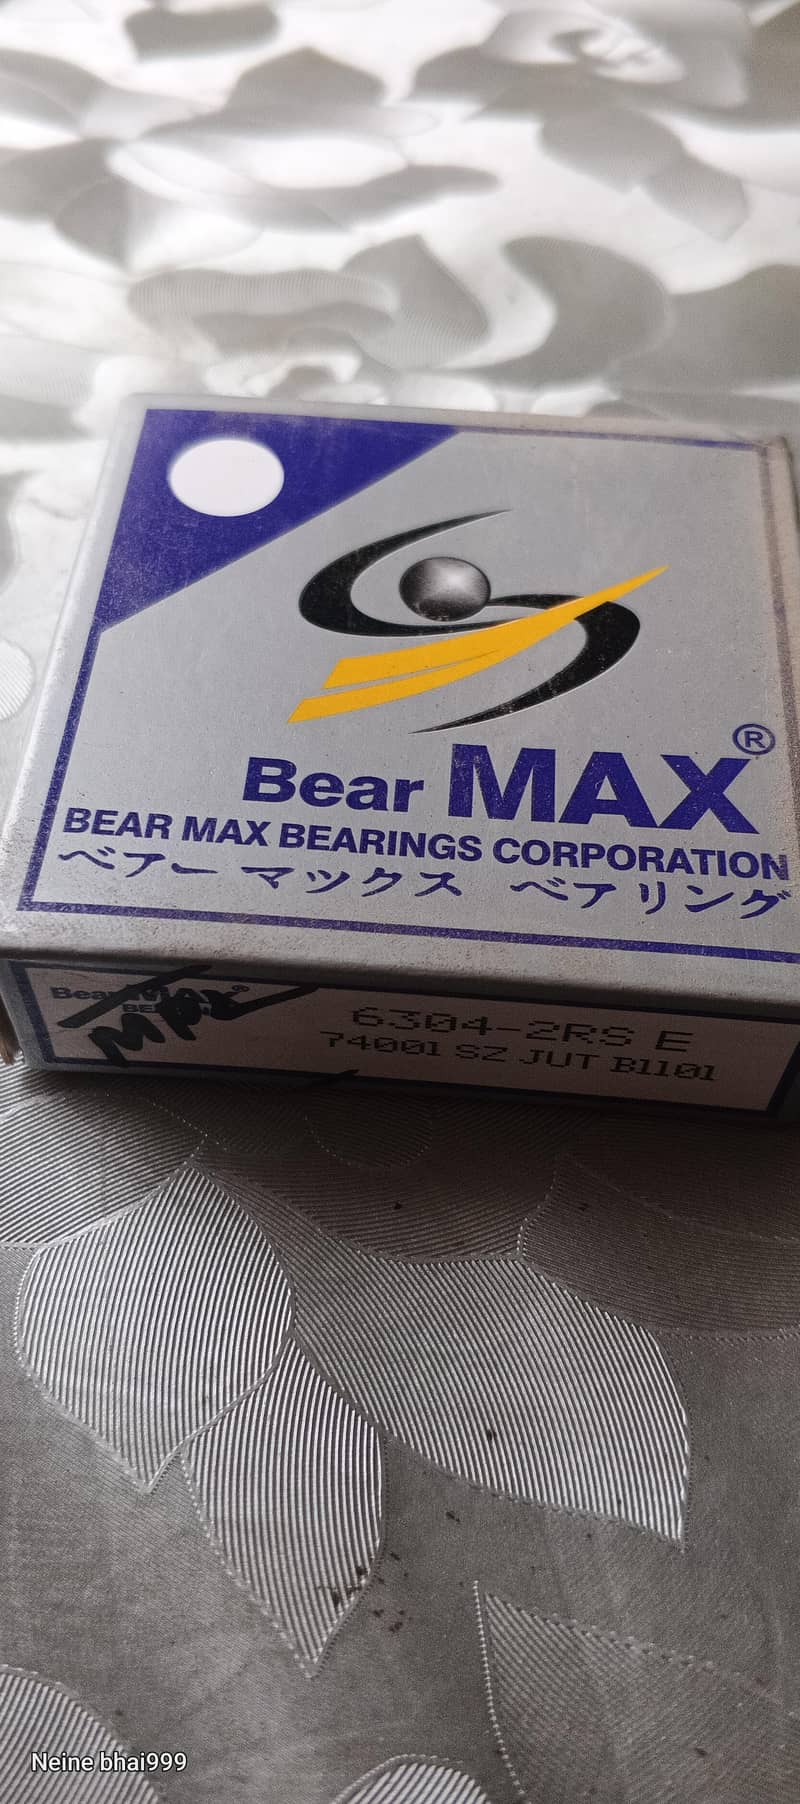 Bear MAX®
BEAR MAX BEARINGS CORPORATION
ベアー マックス ベアリング
6304-2RS E
74001 SZ JUT B1101
Neine bhai999